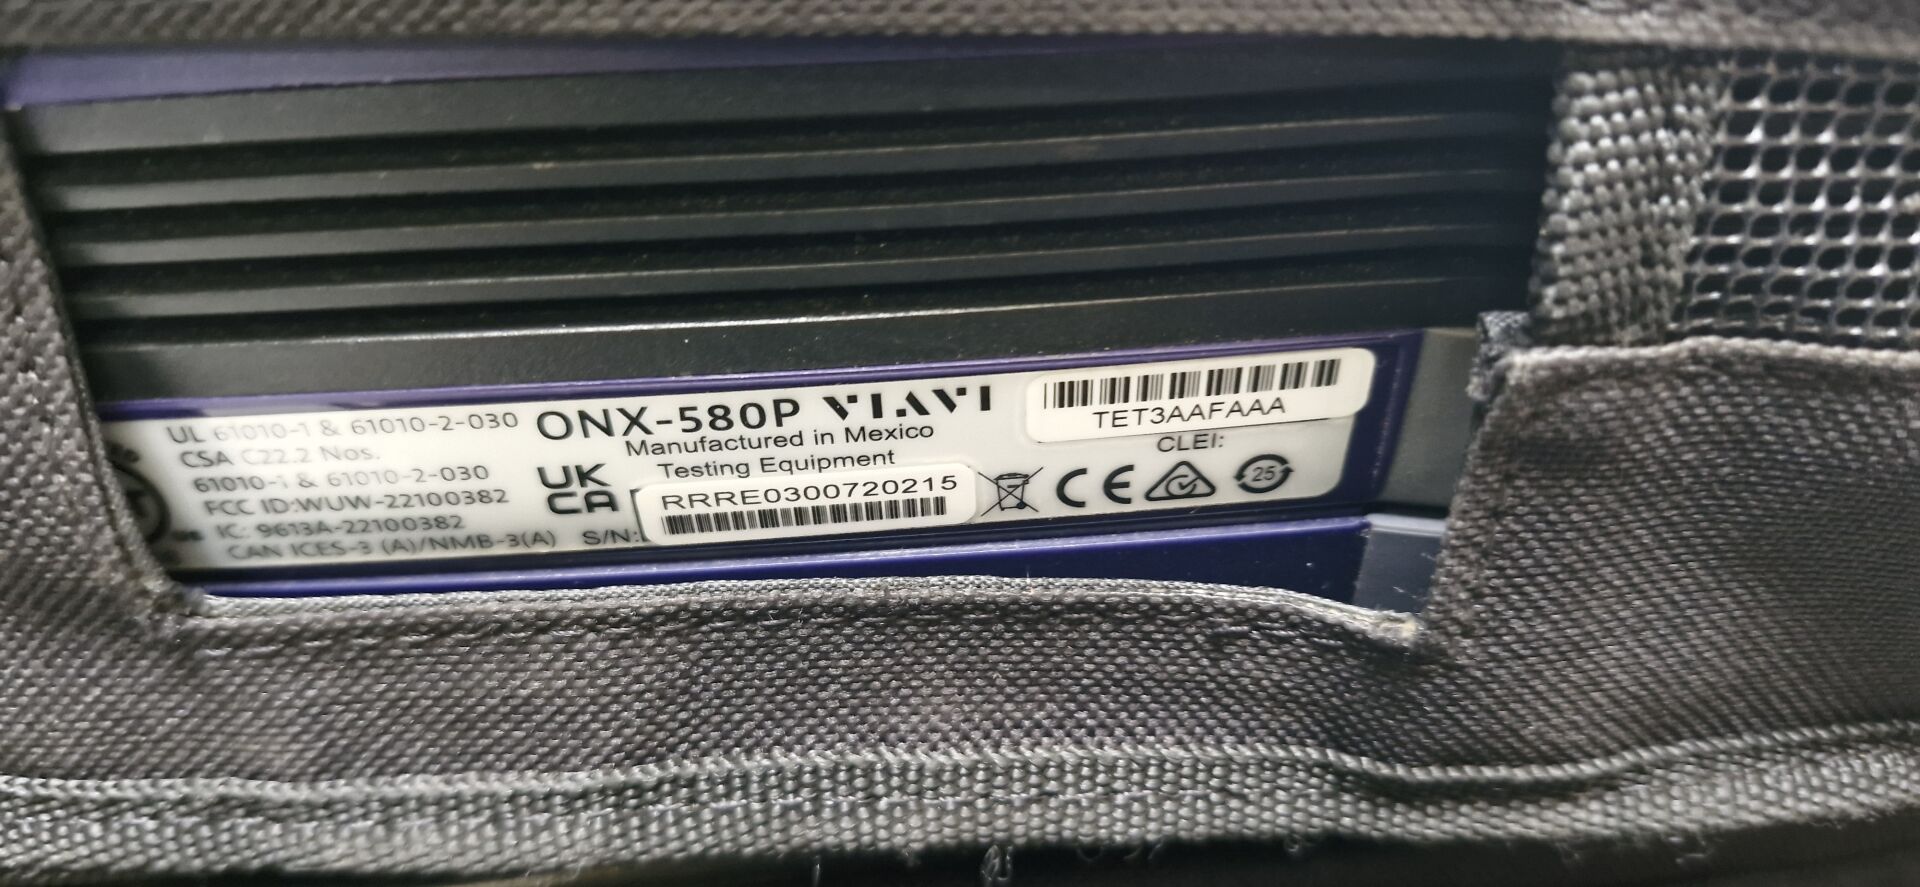 UL 61010-1 & 61010-2-030
CSA C22.2 Nos.
61010-1 & 61010-2-030
FCC ID:WUW-22100382
IC: 9613A-22100382
CAN ICES-3 (A)/NMB-3(A)
ONX-580P VIAVI
Manufactured in Mexico
Testing Equipment
UK
CA
S/N:
RRRE0300720215
TET3AAFAAA
CLEI:
CE
25